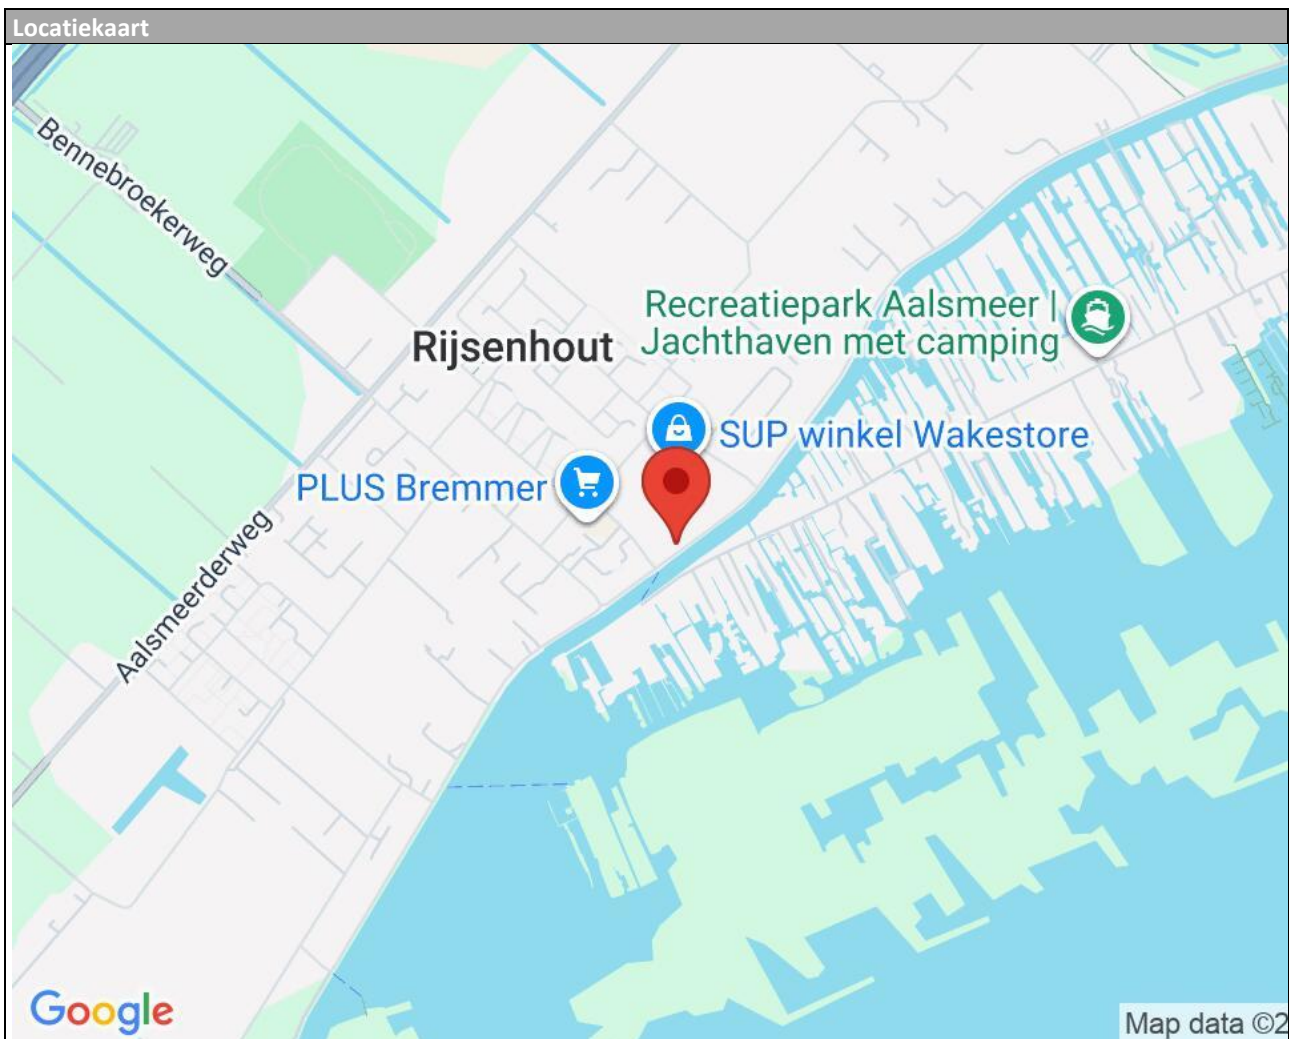 Locatiekaart
Bennebroekerweg
Recreatiepark Aalsmeer |
Jachthaven met camping
Rijsenhout
SUP winkel Wakestore
PLUS Bremmer
Aalsmeerderweg
Google
Map data ©2